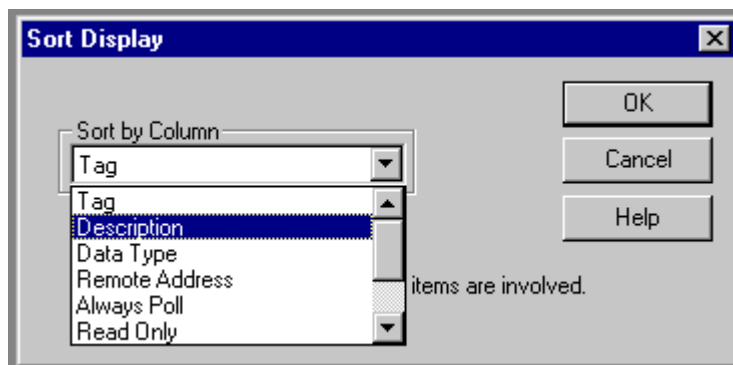 Sort Display
OK
Sort by Column
Tag
Cancel
Tag
Description
Help
Data Type
Remote Address
items are involved.
Always Poll
Read Only